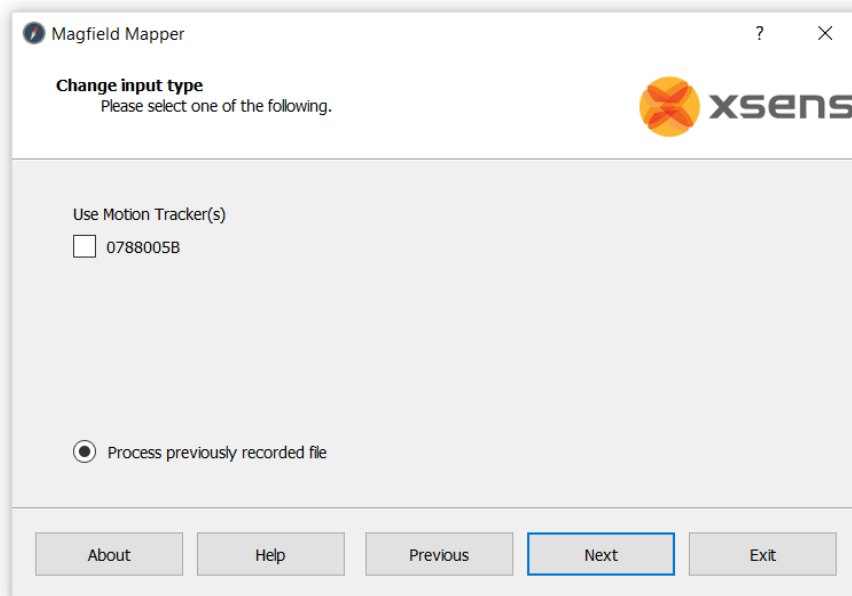 Magfield Mapper
Change input type
Please select one of the following.
xsens
Use Motion Tracker(s)
0788005B
Process previously recorded file
About Help Previous Next Exit